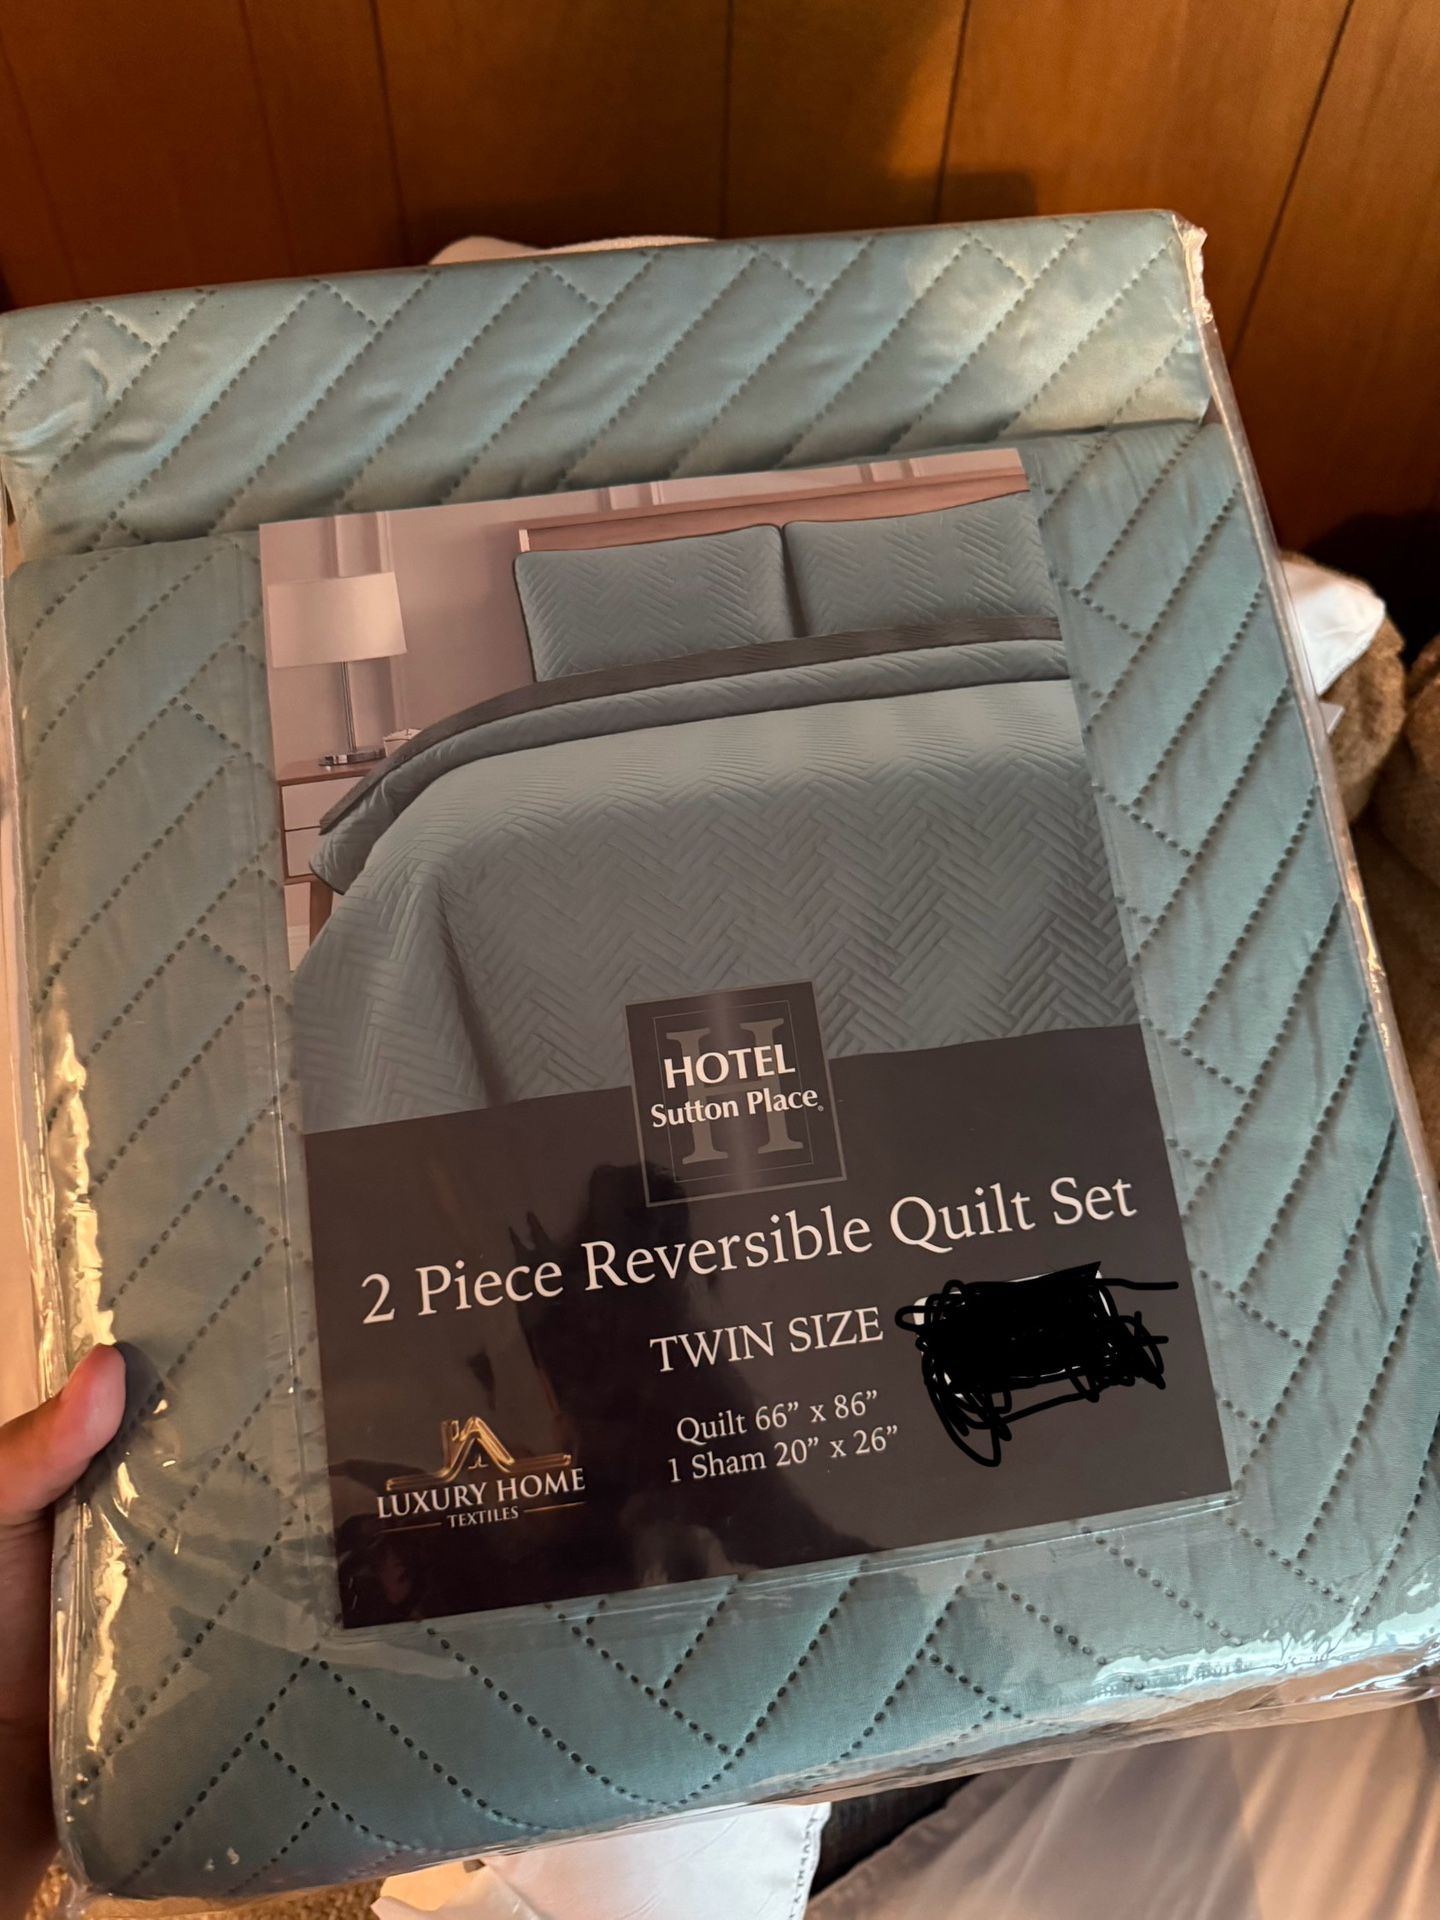 H
HOTEL
Sutton Place®
2 Piece Reversible Quilt Set
TWIN SIZE
Quilt 66” x 86”
1 Sham 20” x 26”
LUXURY HOME
TEXTILES